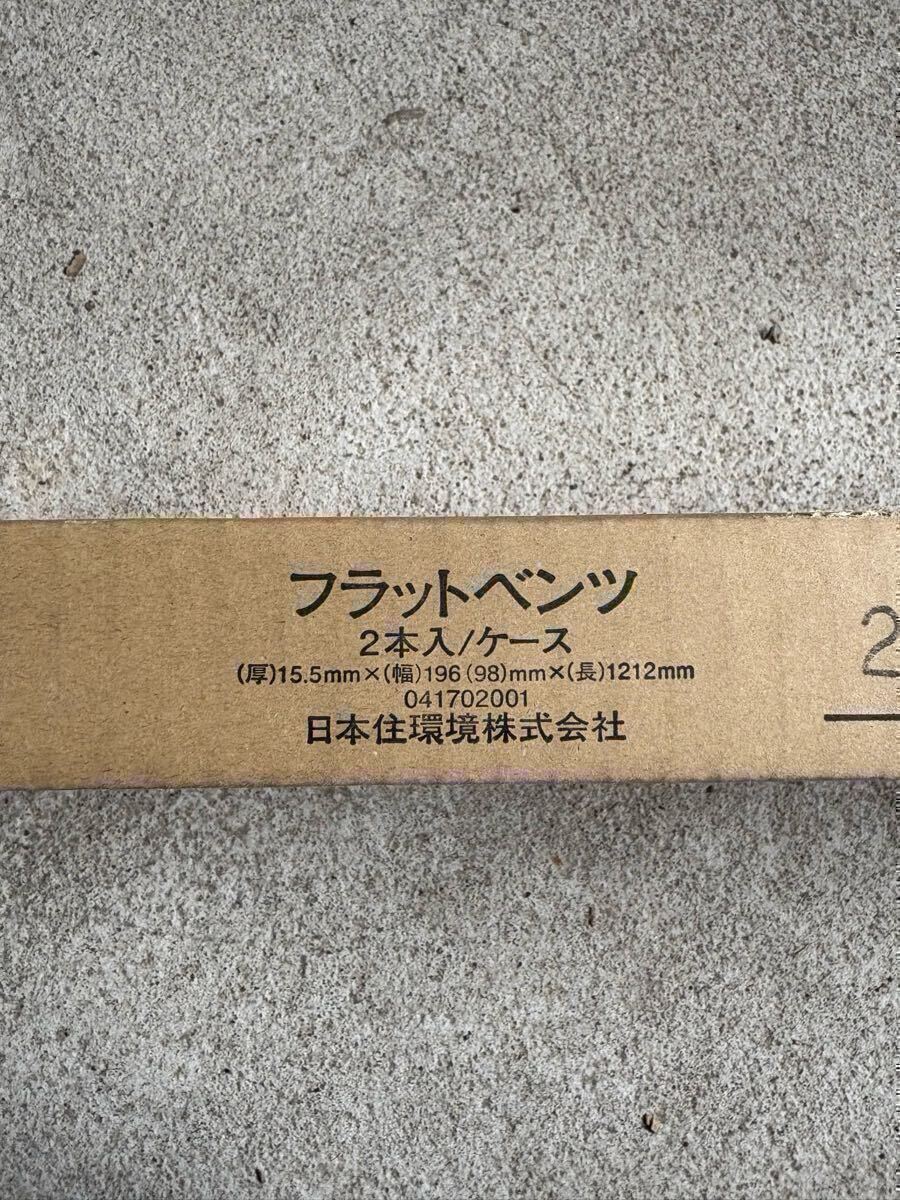 フラットベンツ
2本入/ケース
(厚)15.5mm×(幅)196(98)mm×(長)1212mm
041702001
日本住環境株式会社
2